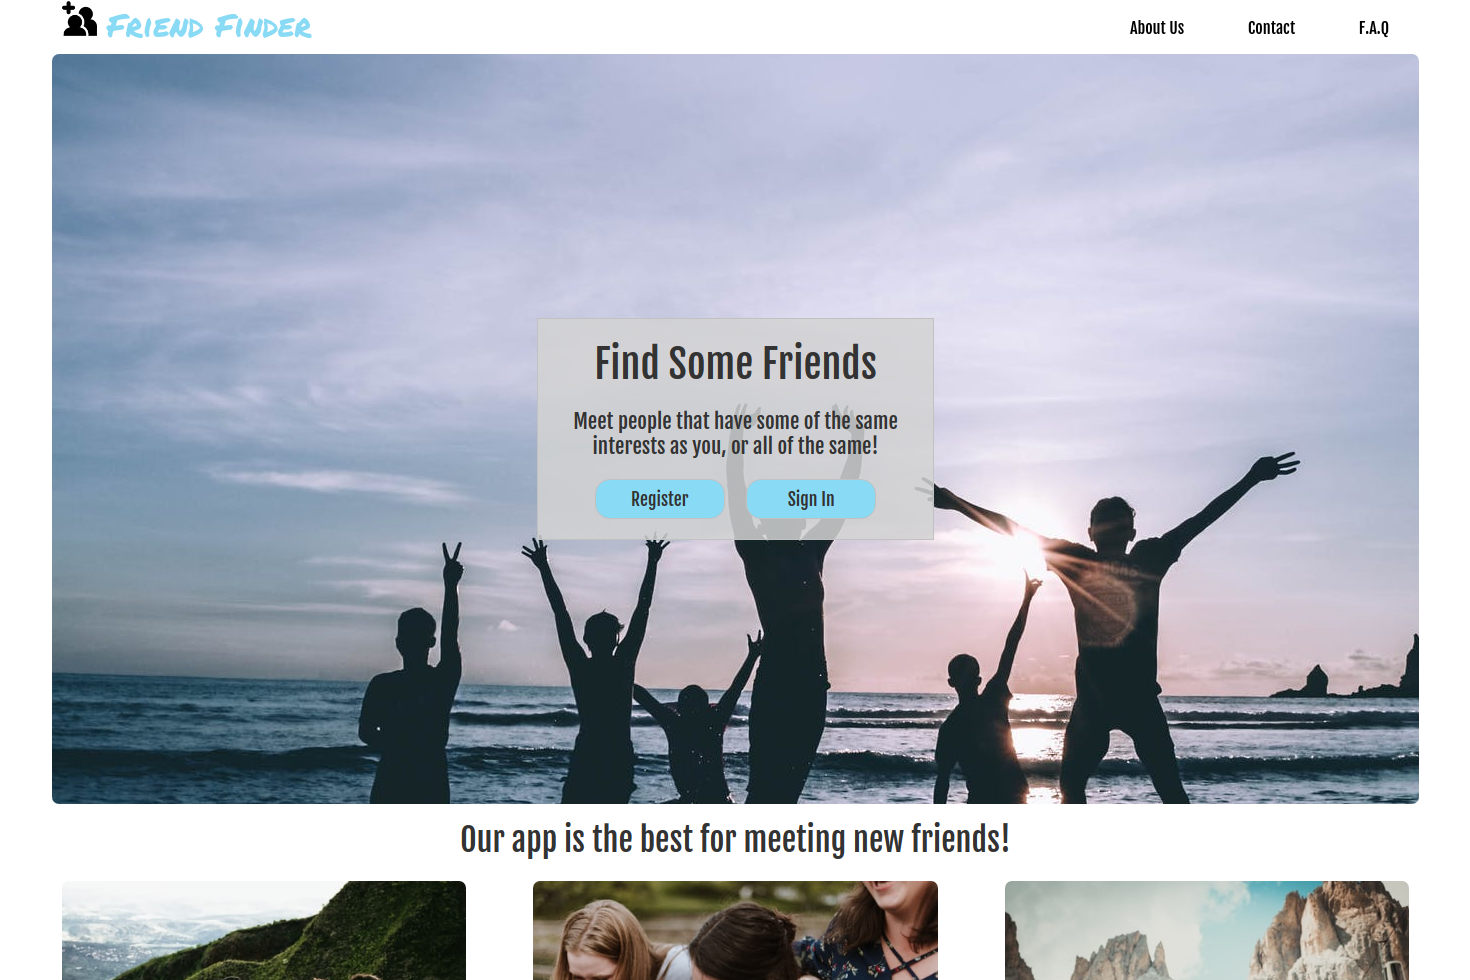 Friend Finder
About Us
Contact
F.A.Q
Find Some Friends
Meet people that have some of the same
interests as you, or all of the same!
Register
Sign In
Our app is the best for meeting new friends!